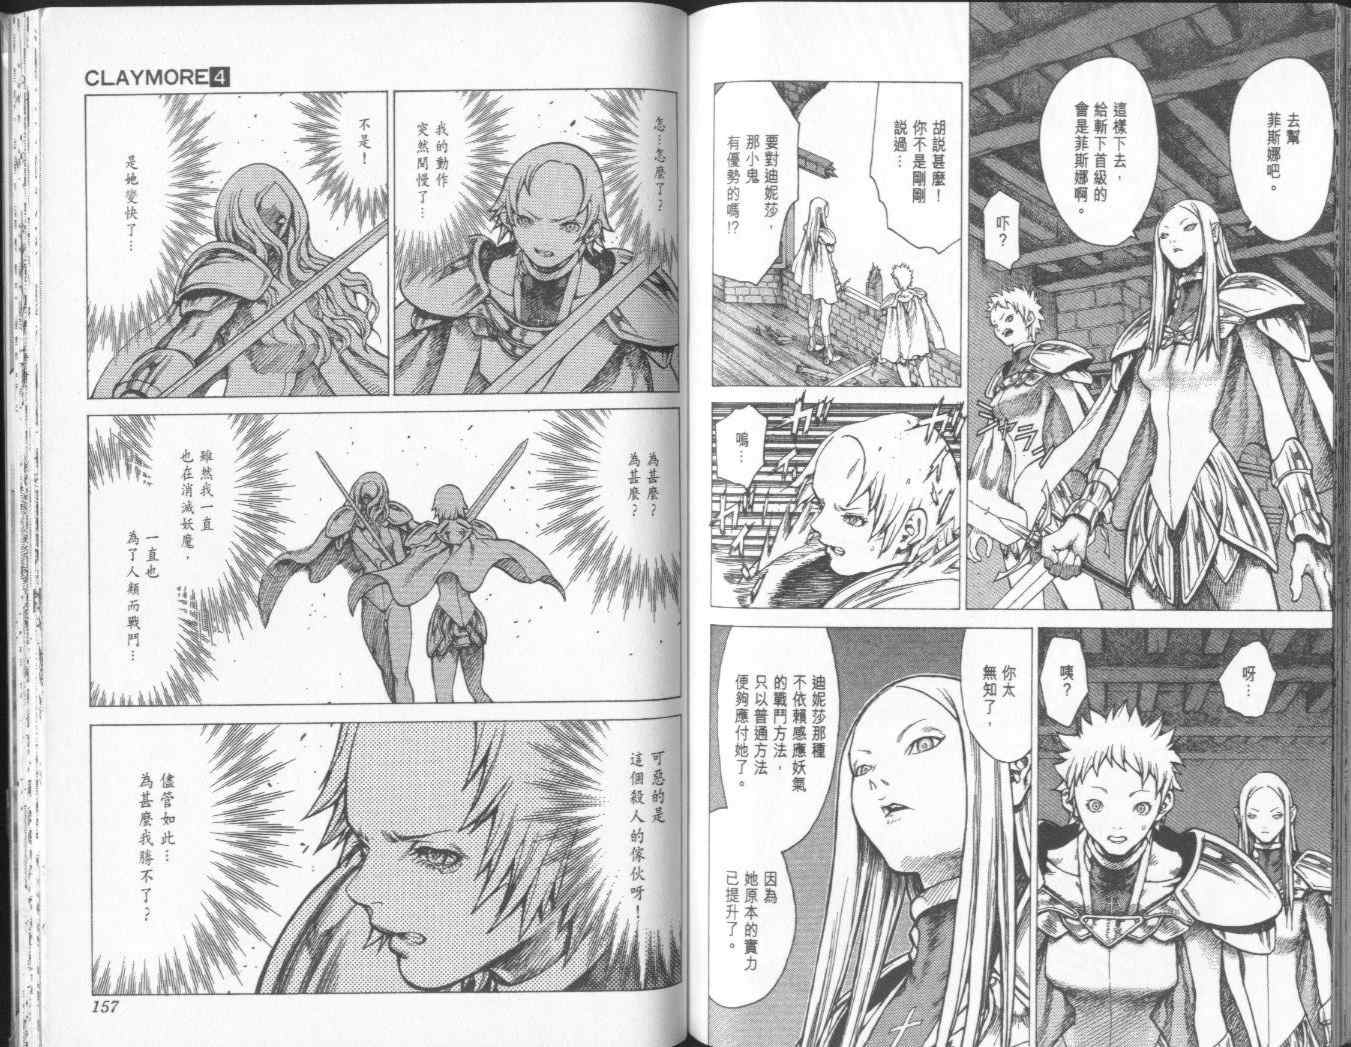 去幫
菲斯娜吧。
這樣下去，
給斬下首級的
會是菲斯娜啊。
吓？
胡說甚麼！
你不是剛剛
說過…
要對迪妮莎，
那小鬼
有優勢的嗎!?
嗚…
呀…
咦？
你太
無知了，
迪妮莎那種
不依賴感應妖氣
的戰鬥方法，
只以普通方法
便夠應付她了。
因為
她原本的實力
已提升了。
CLAYMORE 4
怎…怎麼了？
我的動作
突然間慢了…
不是！
是她變快了…
為甚麼？
為甚麼？
雖然我一直
也在消滅妖魔，
一直也
為了人類而戰鬥…
可惡的是
這個殺人的傢伙呀！
儘管如此…
為甚麼我勝不了？
157